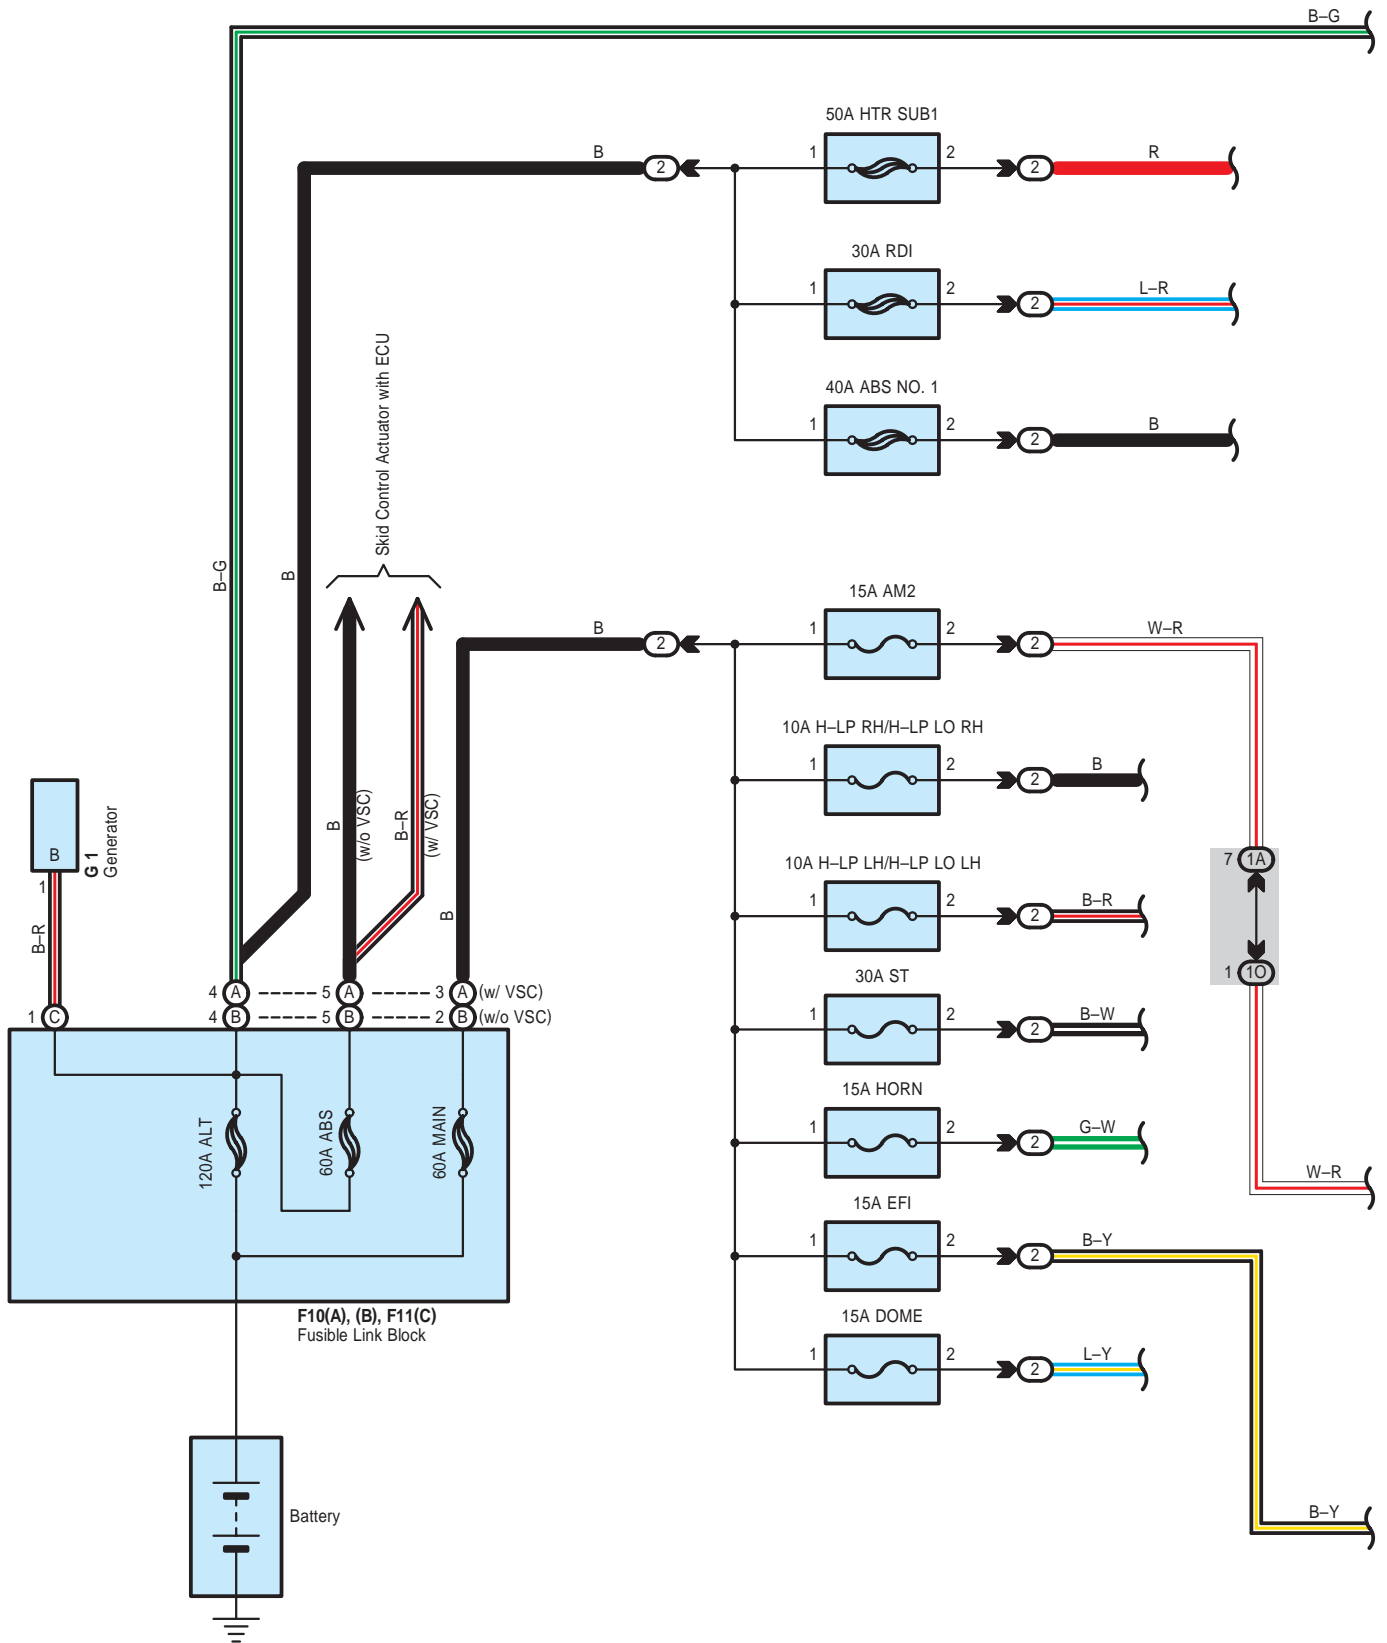 B–G
50A HTR SUB1
1 2
B 2 2 R
30A RDI
1 2
2 L–R
Skid Control Actuator with ECU
40A ABS NO. 1
1 2
2 B
B–G
B
15A AM2
1 2
B 2 2 W–R
10A H–LP RH/H–LP LO RH
1 2
2 B
B
(w/o VSC)
B–R
(w/ VSC)
B
G 1
Generator
B
1
B–R
10A H–LP LH/H–LP LO LH
1 2
2 B–R
7 1A
1 1O
30A ST
1 2
2 B–W
4 A 5 A 3 A (w/ VSC)
1 C 4 B 5 B 2 B (w/o VSC)
15A HORN
1 2
2 G–W
120A ALT
60A ABS
60A MAIN
W–R
15A EFI
1 2
2 B–Y
F10(A), (B), F11(C)
Fusible Link Block
15A DOME
1 2
2 L–Y
Battery
B–Y